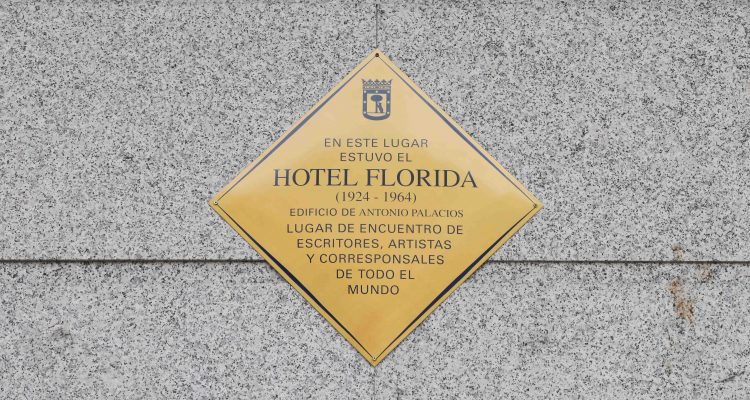 EN ESTE LUGAR
ESTUVO EL
HOTEL FLORIDA
(1924 - 1964)
EDIFICIO DE ANTONIO PALACIOS
LUGAR DE ENCUENTRO DE
ESCRITORES, ARTISTAS
Y CORRESPONSALES
DE TODO EL
MUNDO